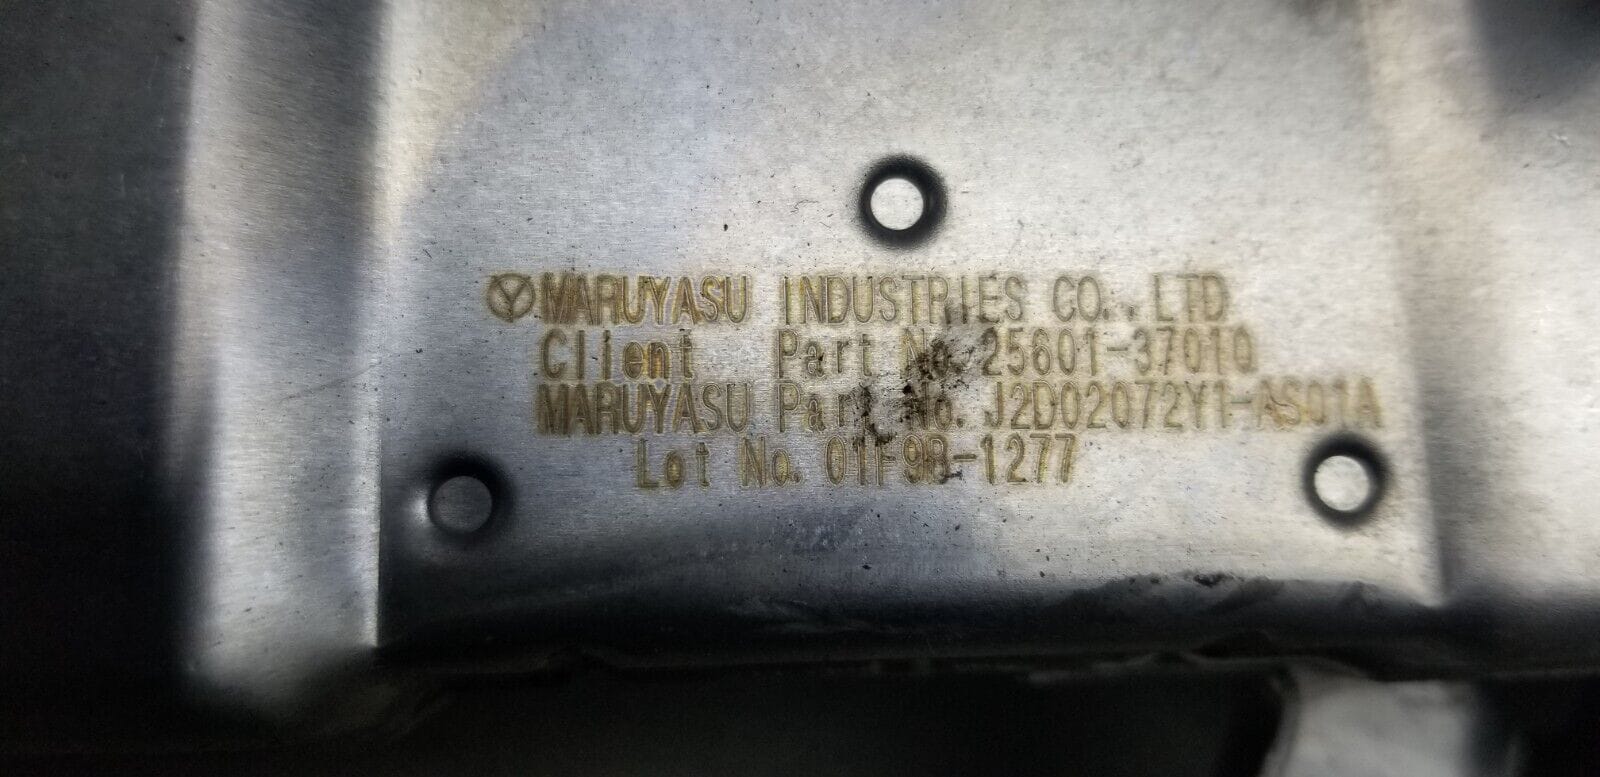 MARUYASU INDUSTRIES CO., LTD
Client Part No. 25601-37010
MARUYASU Part No. J2D02072Y1-AS01A
Lot No. 01F9B-1277